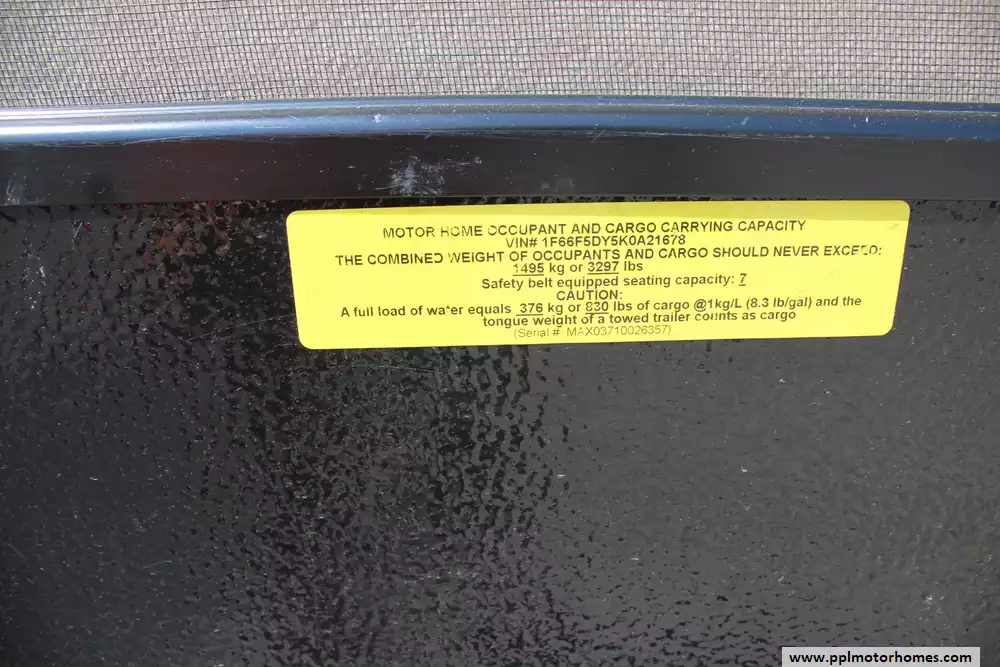 MOTOR HOME OCCUPANT AND CARGO CARRYING CAPACITY
VIN# 1F66F5DY5K0A21678
THE COMBINED WEIGHT OF OCCUPANTS AND CARGO SHOULD NEVER EXCEED:
1495 kg or 3297 lbs
Safety belt equipped seating capacity: 7
CAUTION:
A full load of water equals 376 kg or 830 lbs of cargo @1kg/L (8.3 lb/gal) and the
tongue weight of a towed trailer counts as cargo
(Serial # MAX03710026357)
www.pplmotorhomes.com